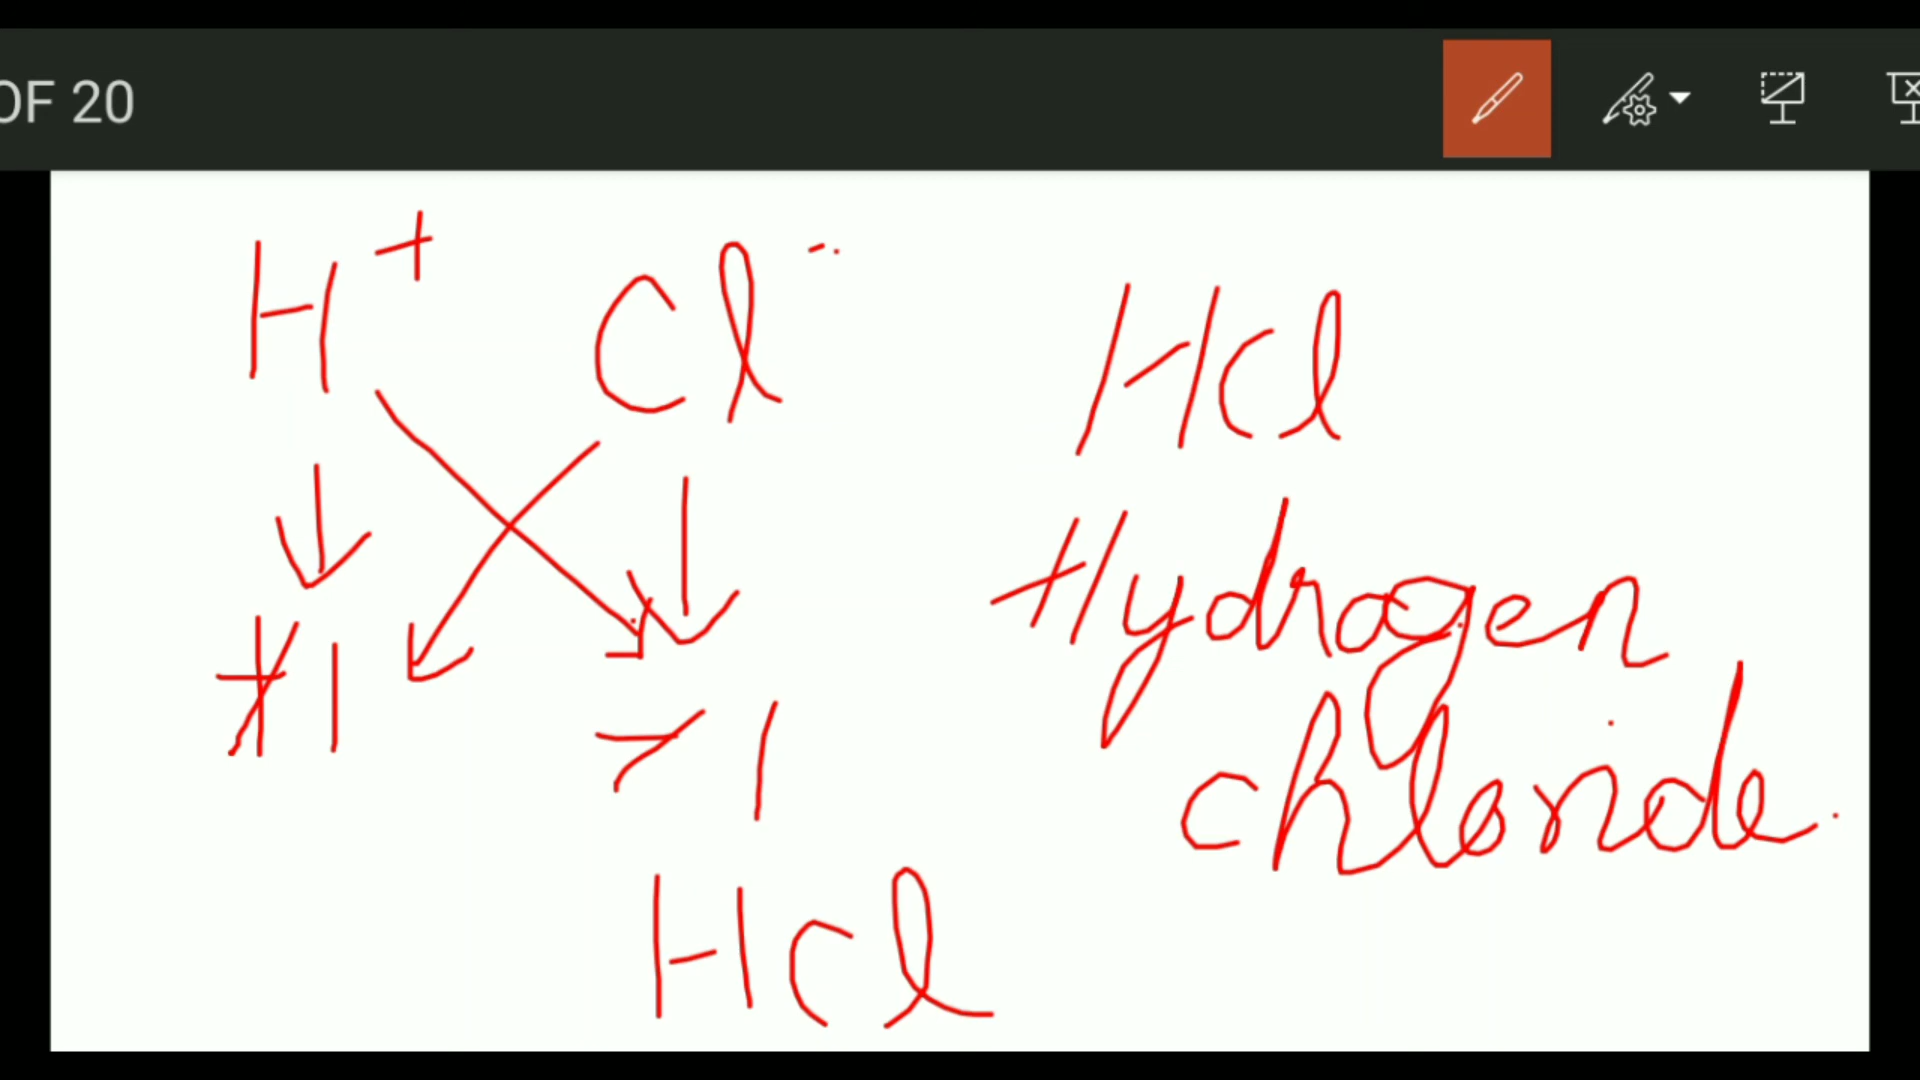 OF 20
H+ Cl-
HCl
Hydrogen
+1
-1
chloride.
HCl